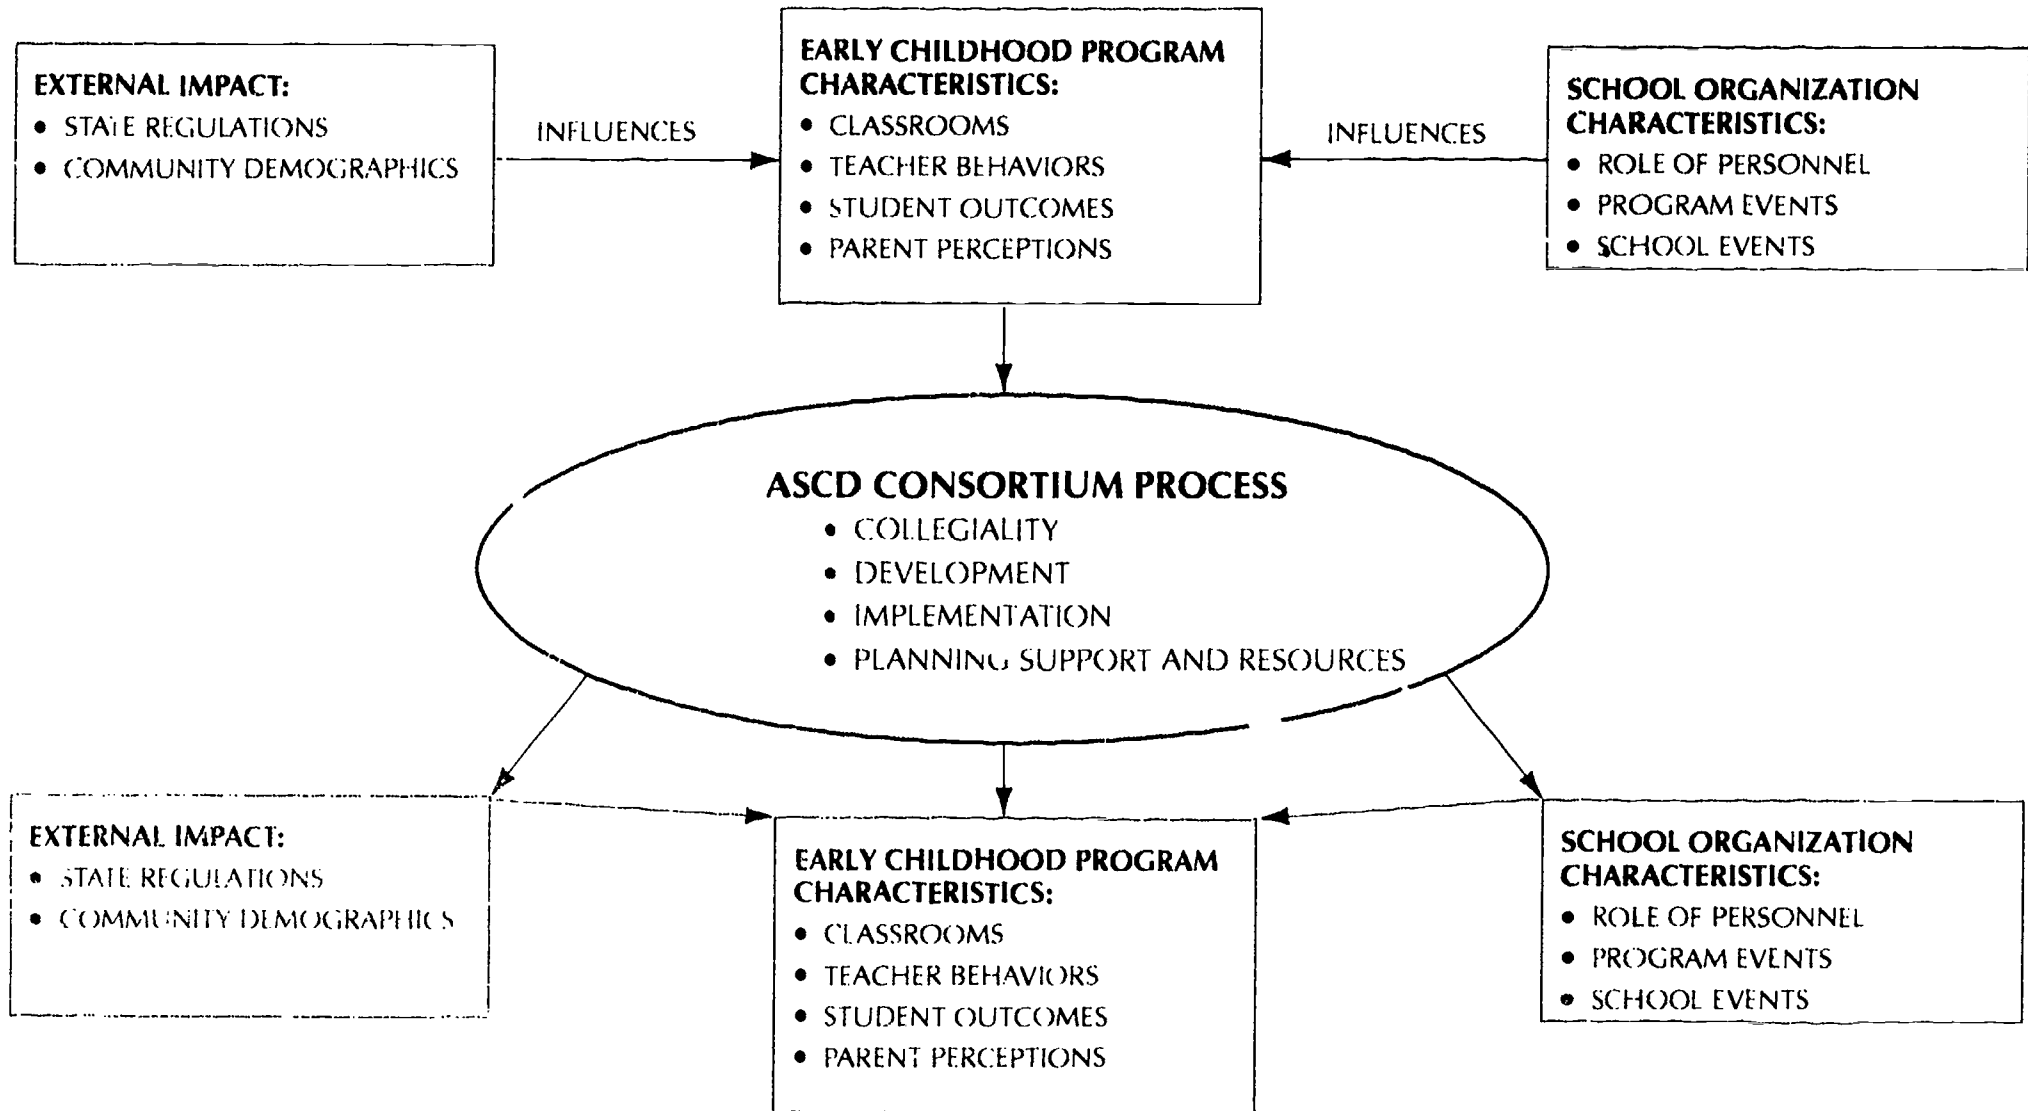 EXTERNAL IMPACT:
• STATE REGULATIONS
• COMMUNITY DEMOGRAPHICS
INFLUENCES
EARLY CHILDHOOD PROGRAM
CHARACTERISTICS:
• CLASSROOMS
• TEACHER BEHAVIORS
• STUDENT OUTCOMES
• PARENT PERCEPTIONS
INFLUENCES
SCHOOL ORGANIZATION
CHARACTERISTICS:
• ROLE OF PERSONNEL
• PROGRAM EVENTS
• SCHOOL EVENTS
ASCD CONSORTIUM PROCESS
• COLLEGIALITY
• DEVELOPMENT
• IMPLEMENTATION
• PLANNING SUPPORT AND RESOURCES
EXTERNAL IMPACT:
• STATE REGULATIONS
• COMMUNITY DEMOGRAPHICS
EARLY CHILDHOOD PROGRAM
CHARACTERISTICS:
• CLASSROOMS
• TEACHER BEHAVIORS
• STUDENT OUTCOMES
• PARENT PERCEPTIONS
SCHOOL ORGANIZATION
CHARACTERISTICS:
• ROLE OF PERSONNEL
• PROGRAM EVENTS
• SCHOOL EVENTS